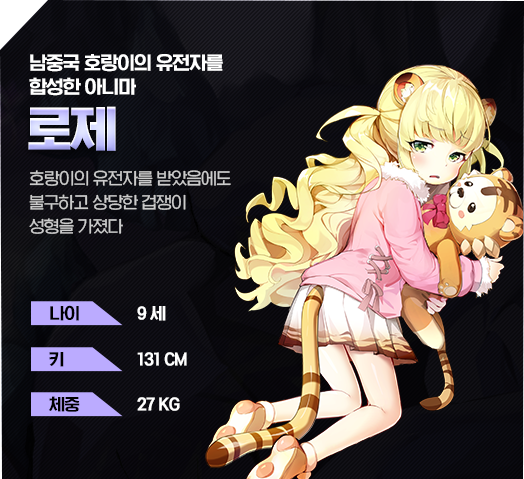 남중국 호랑이의 유전자를
합성한 아니마
로제
호랑이의 유전자를 받았음에도
불구하고 상당한 겁쟁이
성형을 가졌다
나이 9 세
키 131 CM
체중 27 KG